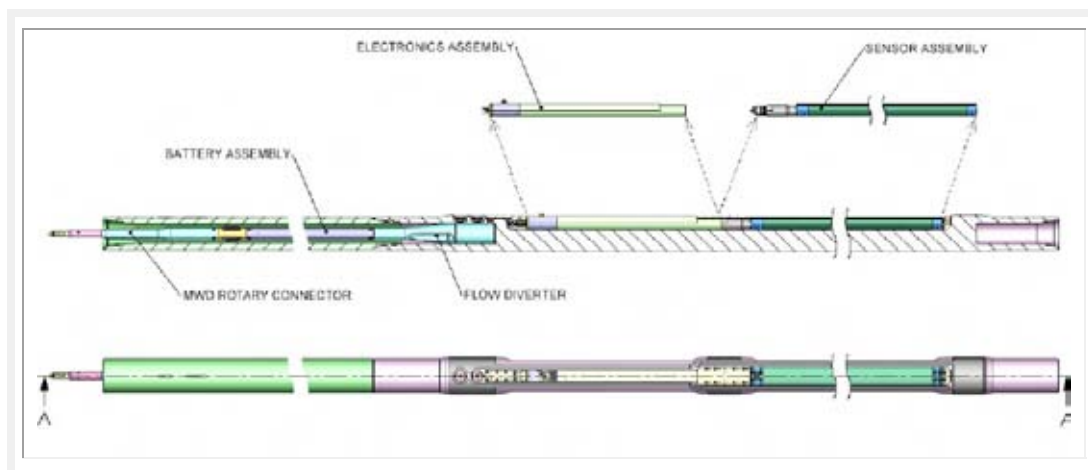 ELECTRONICS ASSEMBLY
SENSOR ASSEMBLY
BATTERY ASSEMBLY
MWD ROTARY CONNECTOR
FLOW DIVERTER
A